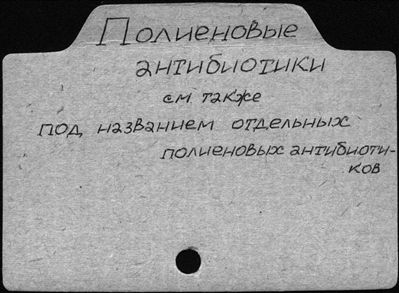 Полиеновые
антибиотики
см также
под названием отдельных
полиеновых антибиоти-
ков